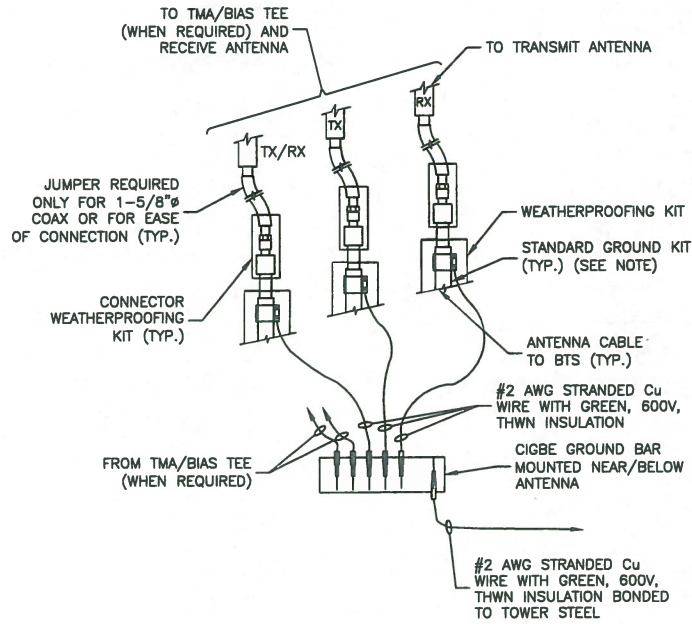 TO TMA/BIAS TEE
(WHEN REQUIRED) AND
RECEIVE ANTENNA
TO TRANSMIT ANTENNA
RX
TX
TX/RX
JUMPER REQUIRED
ONLY FOR 1-5/8"ø
COAX OR FOR EASE
OF CONNECTION (TYP.)
WEATHERPROOFING KIT
STANDARD GROUND KIT
(TYP.) (SEE NOTE)
CONNECTOR
WEATHERPROOFING
KIT (TYP.)
ANTENNA CABLE
TO BTS (TYP.)
#2 AWG STRANDED Cu
WIRE WITH GREEN, 600V,
THWN INSULATION
FROM TMA/BIAS TEE
(WHEN REQUIRED)
CIGBE GROUND BAR
MOUNTED NEAR/BELOW
ANTENNA
#2 AWG STRANDED Cu
WIRE WITH GREEN, 600V,
THWN INSULATION BONDED
TO TOWER STEEL